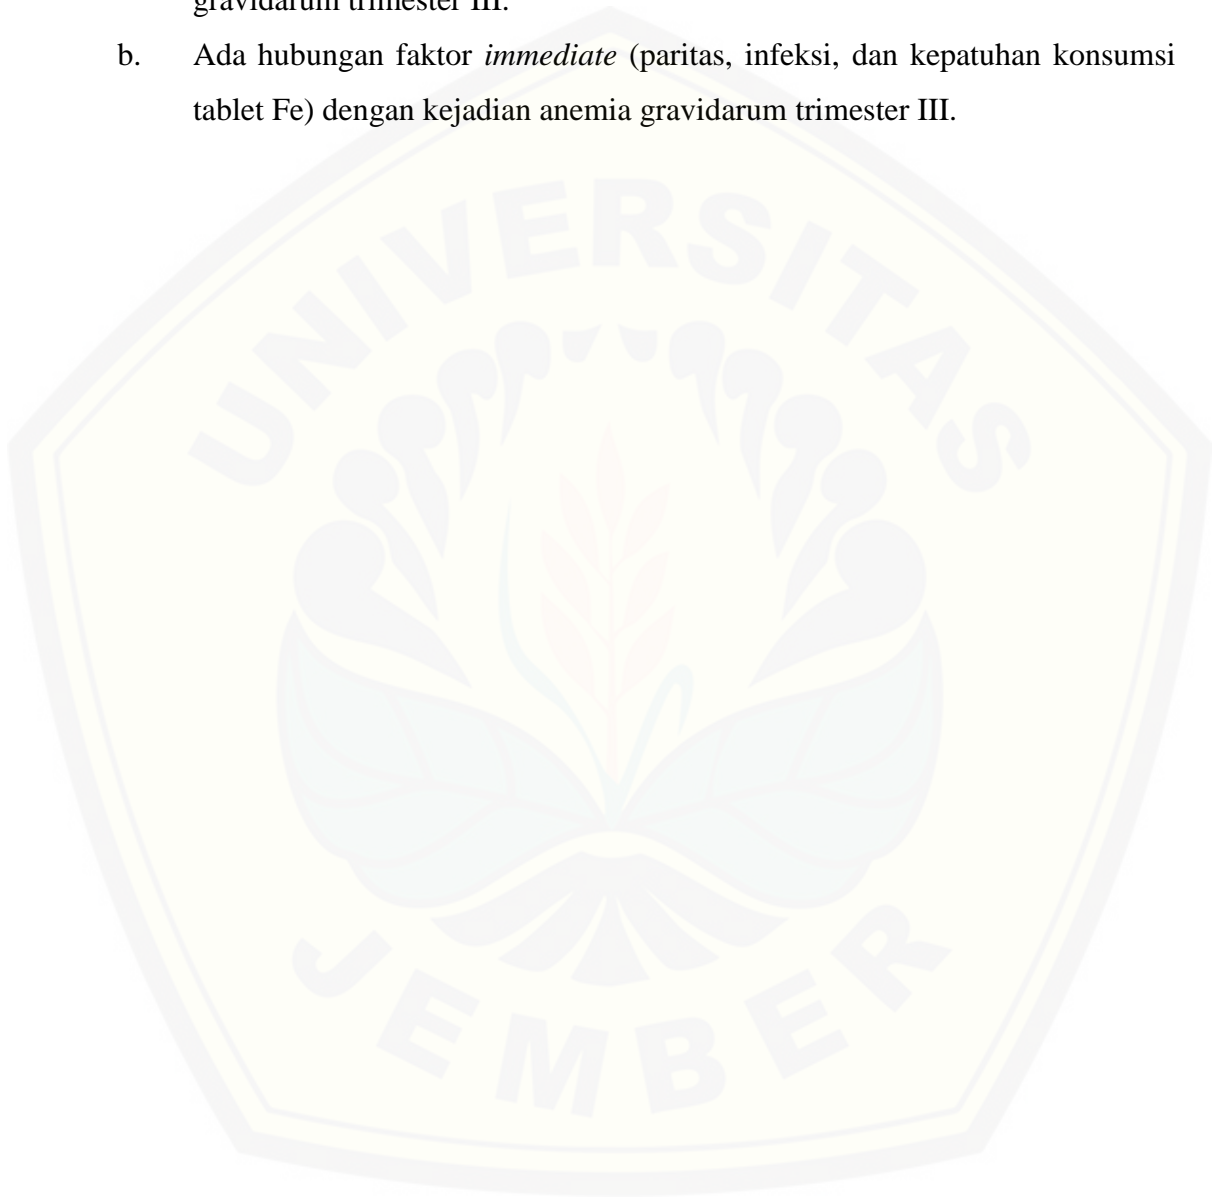 gravidarum trimester III.
b. Ada hubungan faktor immediate (paritas, infeksi, dan kepatuhan konsumsi
tablet Fe) dengan kejadian anemia gravidarum trimester III.
UNIVERSITAS
JEMBER